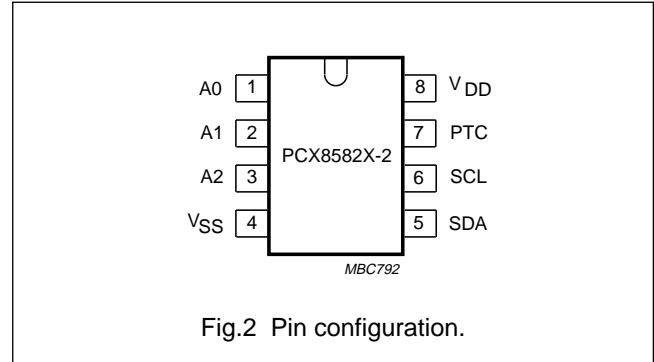 A0 1 8 VDD
A1 2 7 PTC
PCX8582X-2
A2 3 6 SCL
VSS 4 5 SDA
MBC792
Fig.2 Pin configuration.